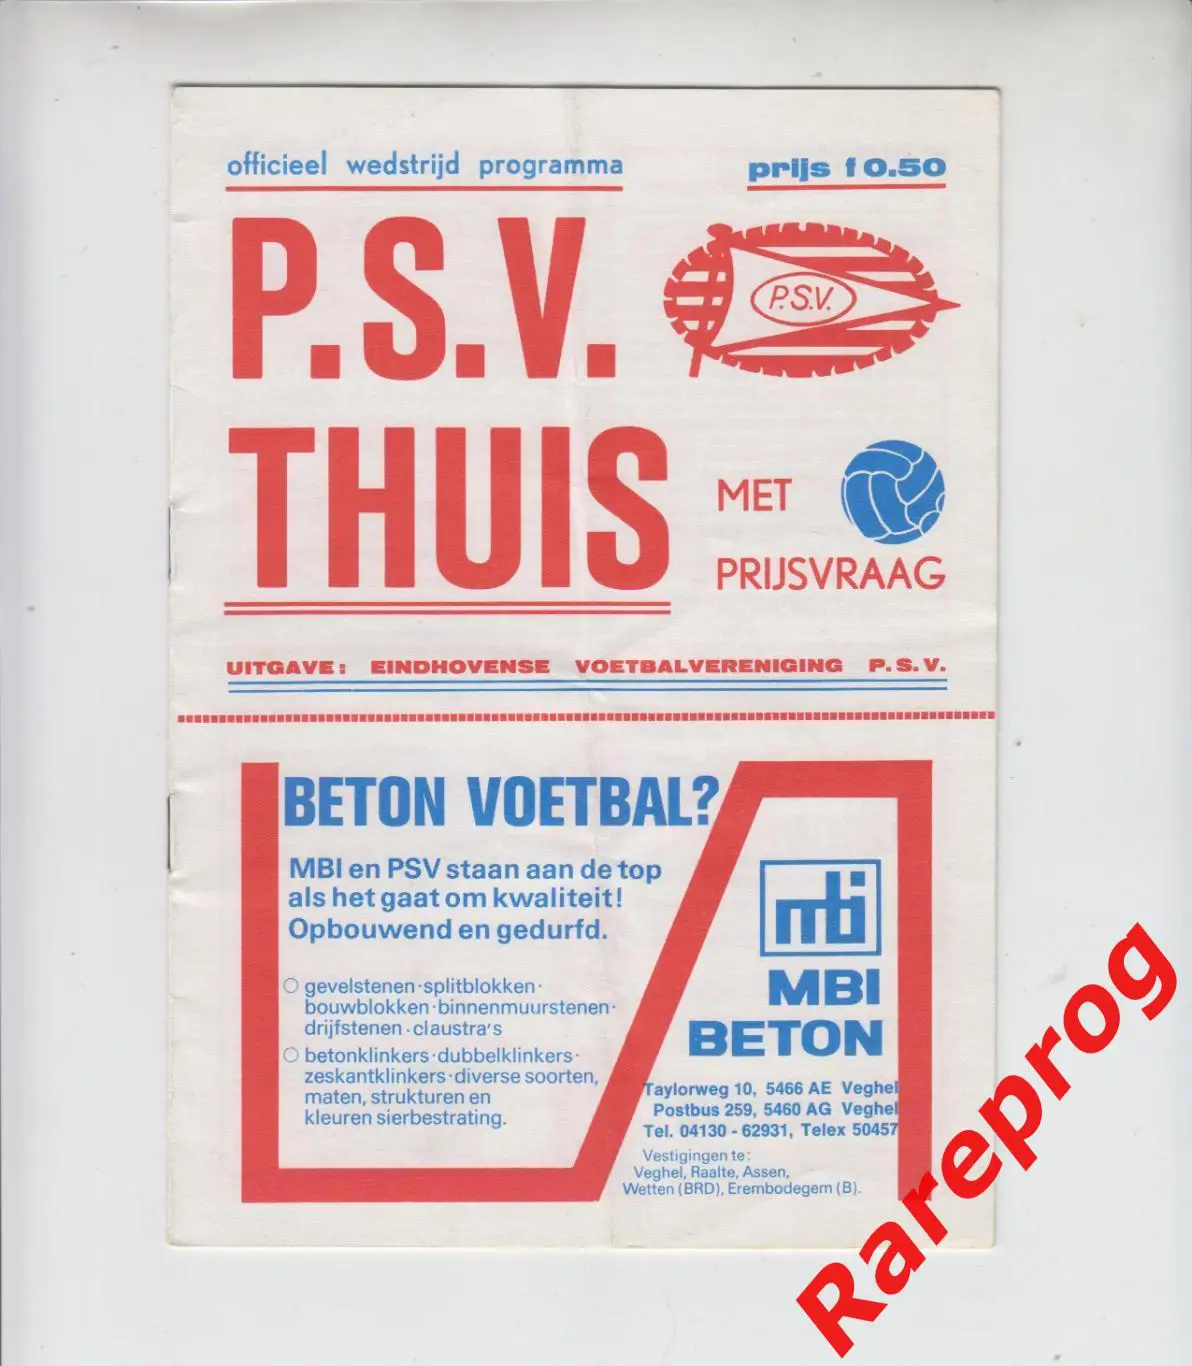 officieel wedstrijd programma
prijs f 0.50
P.S.V.
P.S.V.
THUIS
MET
PRIJSVRAAG
UITGAVE: EINDHOVENSE VOETBALVERENIGING P.S.V.
BETON VOETBAL?
MBI en PSV staan aan de top
als het gaat om kwaliteit!
Opbouwend en gedurfd.
gevelstenen·splitblokken·
bouwblokken·binnenmuurstenen·
drijfstenen·claustra's
betonklinkers·dubbelklinkers·
zeskantklinkers·diverse soorten,
maten, strukturen en
kleuren sierbestrating.
mbi
MBI
BETON
Taylorweg 10, 5466 AE Veghel
Postbus 259, 5460 AG Veghel
Tel. 04130 - 62931, Telex 50457
Vestigingen te:
Veghel, Raalte, Assen,
Wetten (BRD), Erembodegem (B).
Rareprog